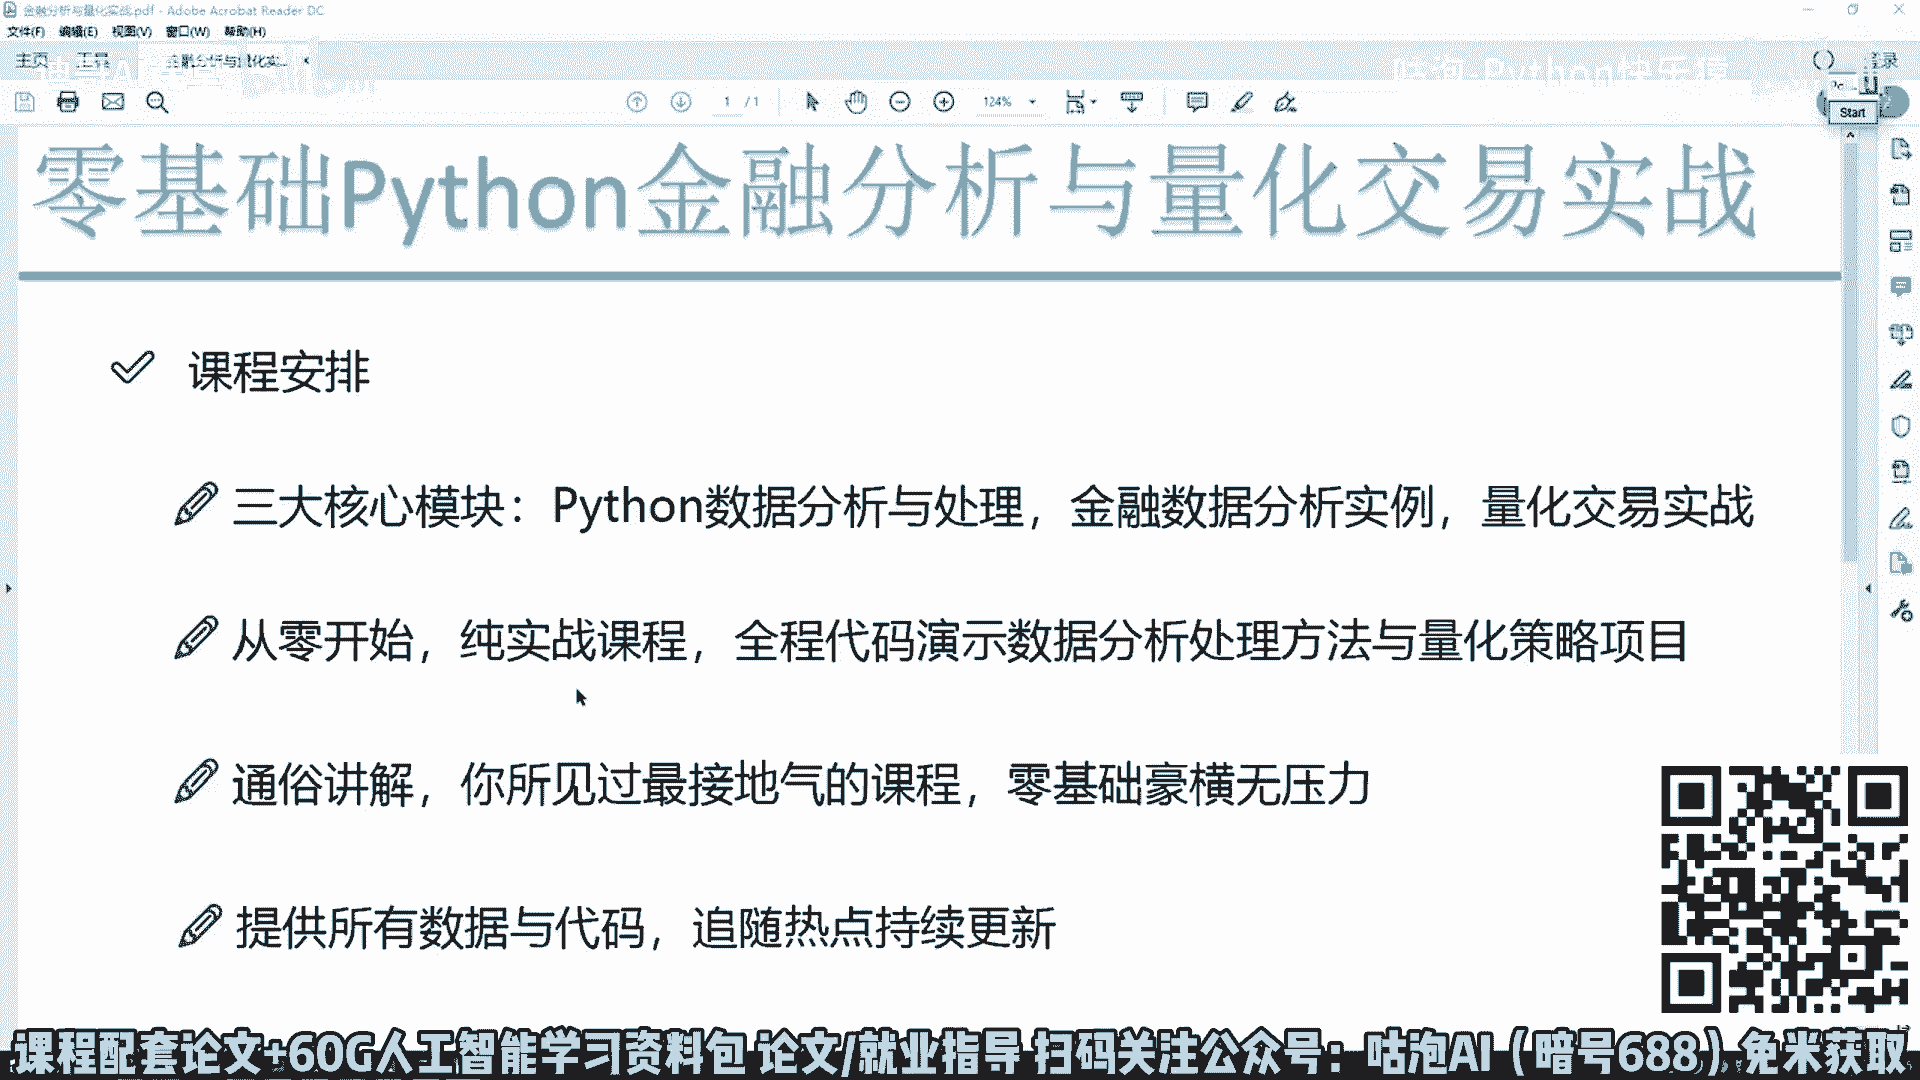 金融分析与量化实战.pdf - Adobe Acrobat Reader DC
文件(F) 编辑(E) 视图(V) 窗口(W) 帮助(H)
主页 工具 金融分析与量化实...
咕泡-Python快乐猿
1 / 1 124%
Start
零基础Python金融分析与量化交易实战
课程安排
三大核心模块：Python数据分析与处理，金融数据分析实例，量化交易实战
从零开始，纯实战课程，全程代码演示数据分析处理方法与量化策略项目
通俗讲解，你所见过最接地气的课程，零基础豪横无压力
提供所有数据与代码，追随热点持续更新
课程配套论文+60G人工智能学习资料包 论文/就业指导 扫码关注公众号：咕泡AI（暗号688）免米获取